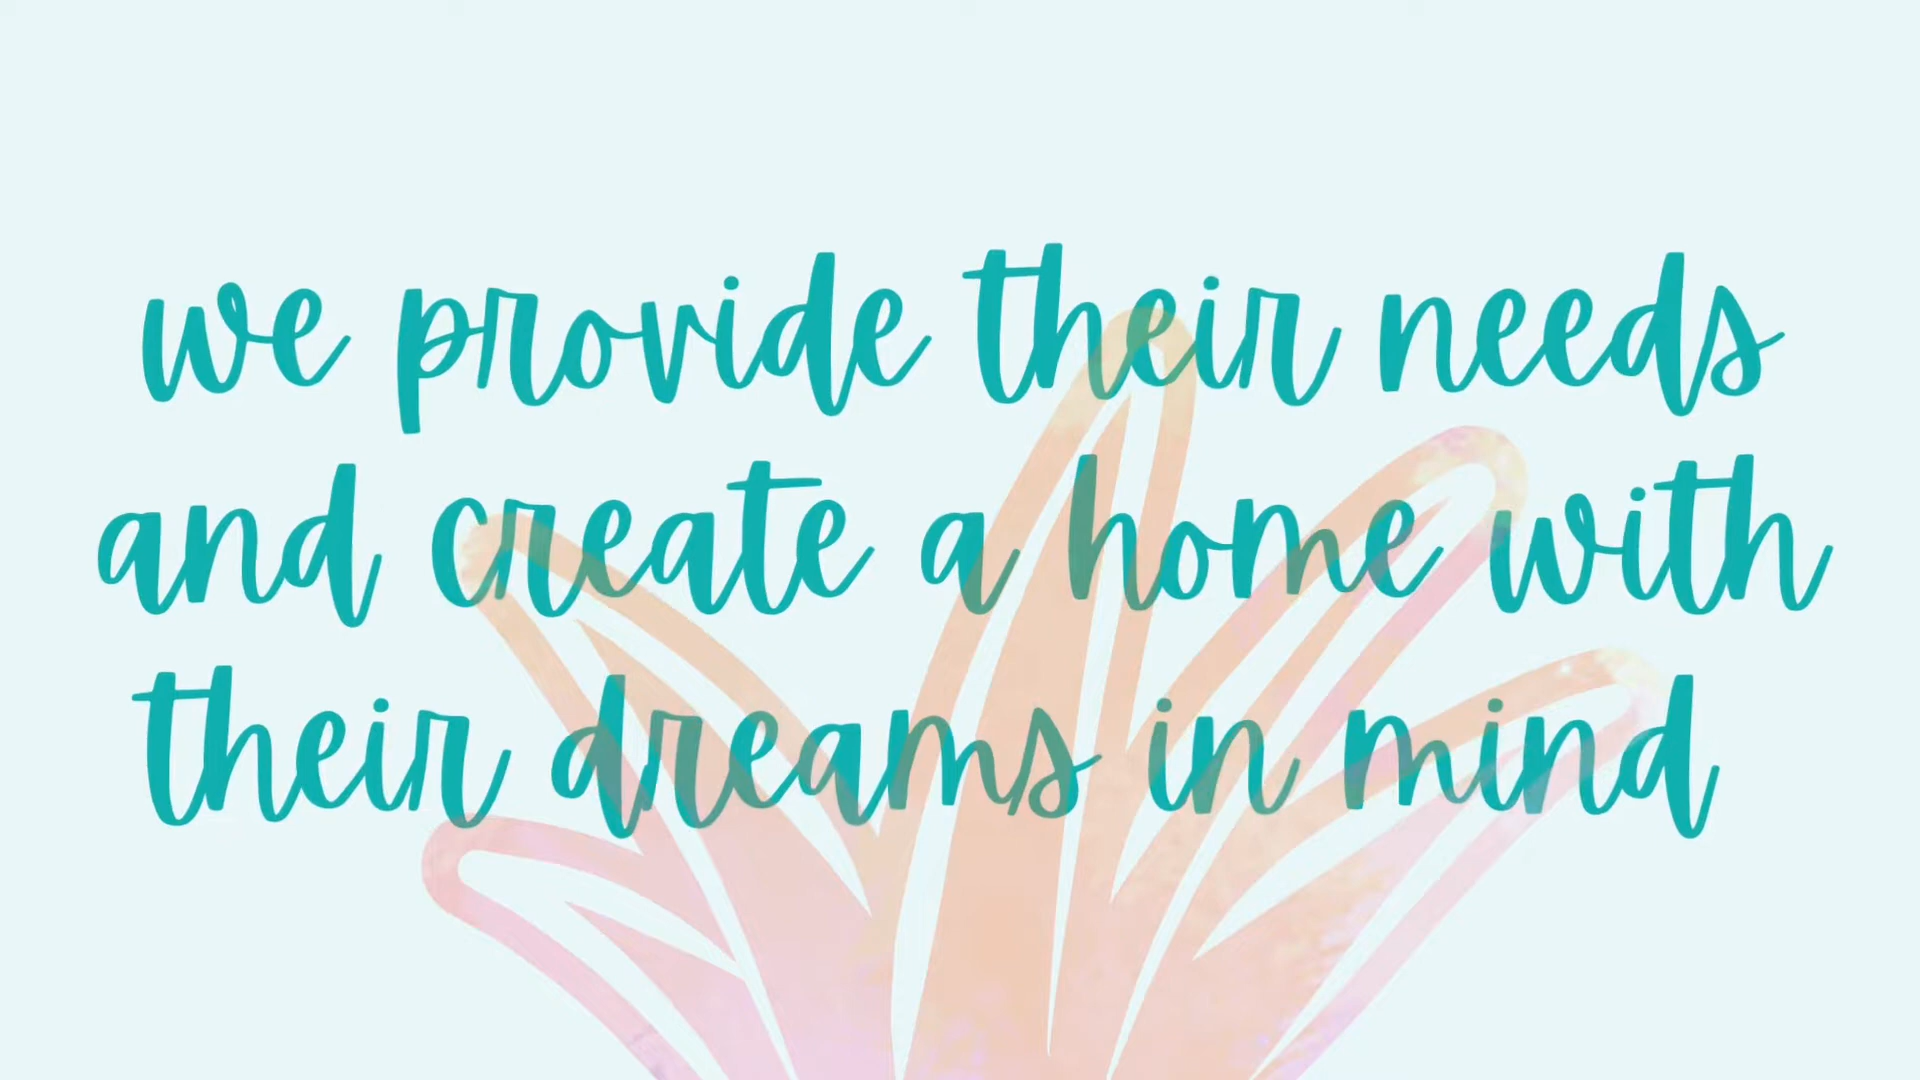 we provide their needs
and create a home with
their dreams in mind